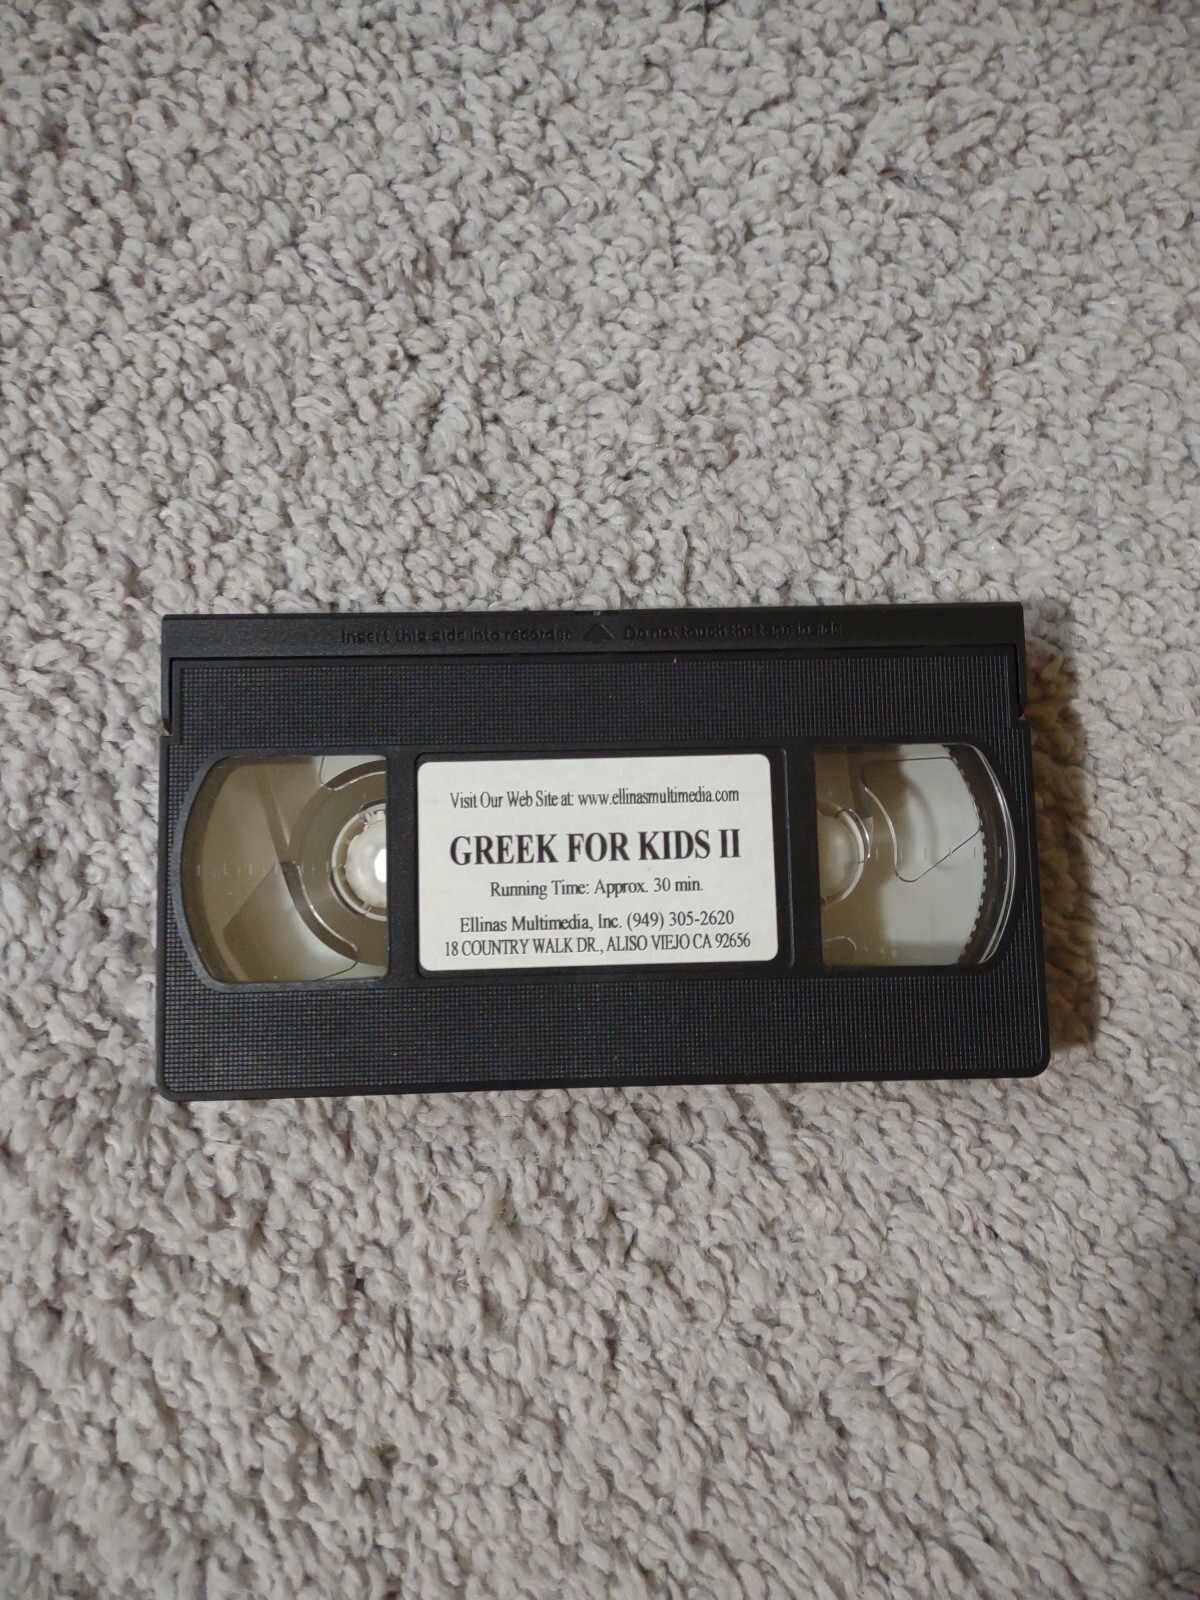 Insert this side into recorder Do not touch the tape inside
Visit Our Web Site at: www.ellinasmultimedia.com
GREEK FOR KIDS II
Running Time: Approx. 30 min.
Ellinas Multimedia, Inc. (949) 305-2620
18 COUNTRY WALK DR., ALISO VIEJO CA 92656